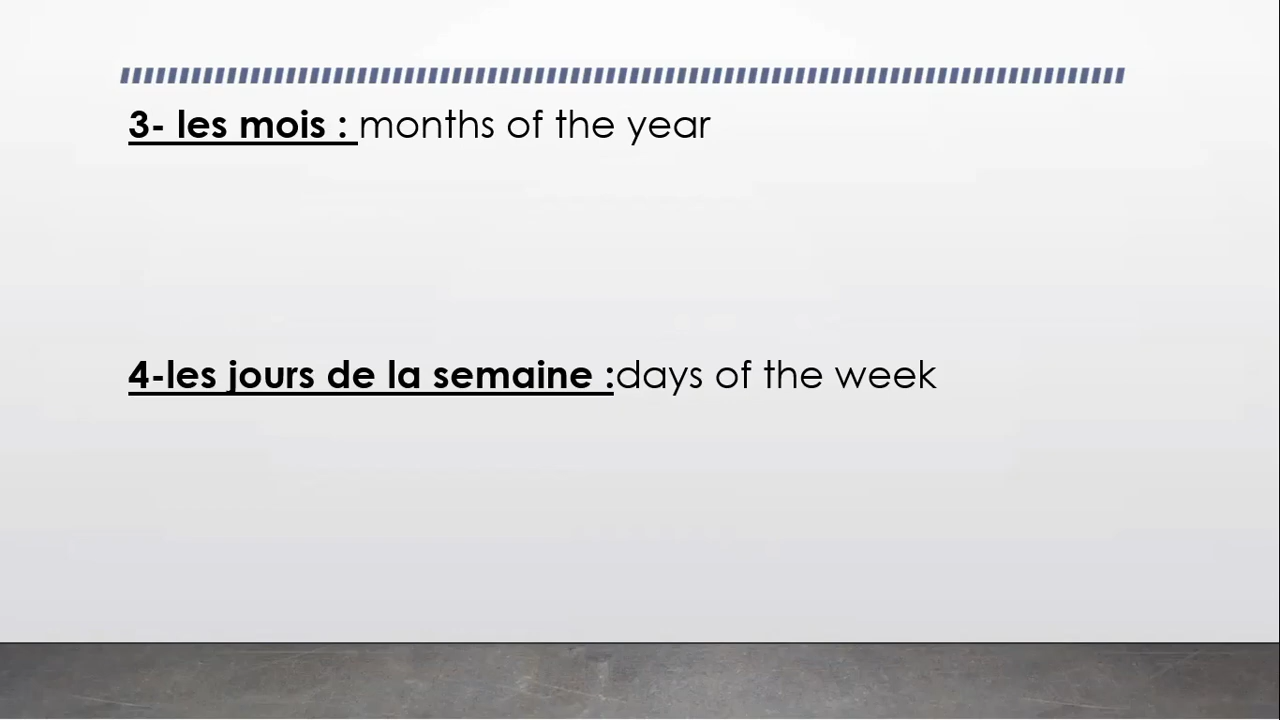 3- les mois : months of the year
4-les jours de la semaine :days of the week